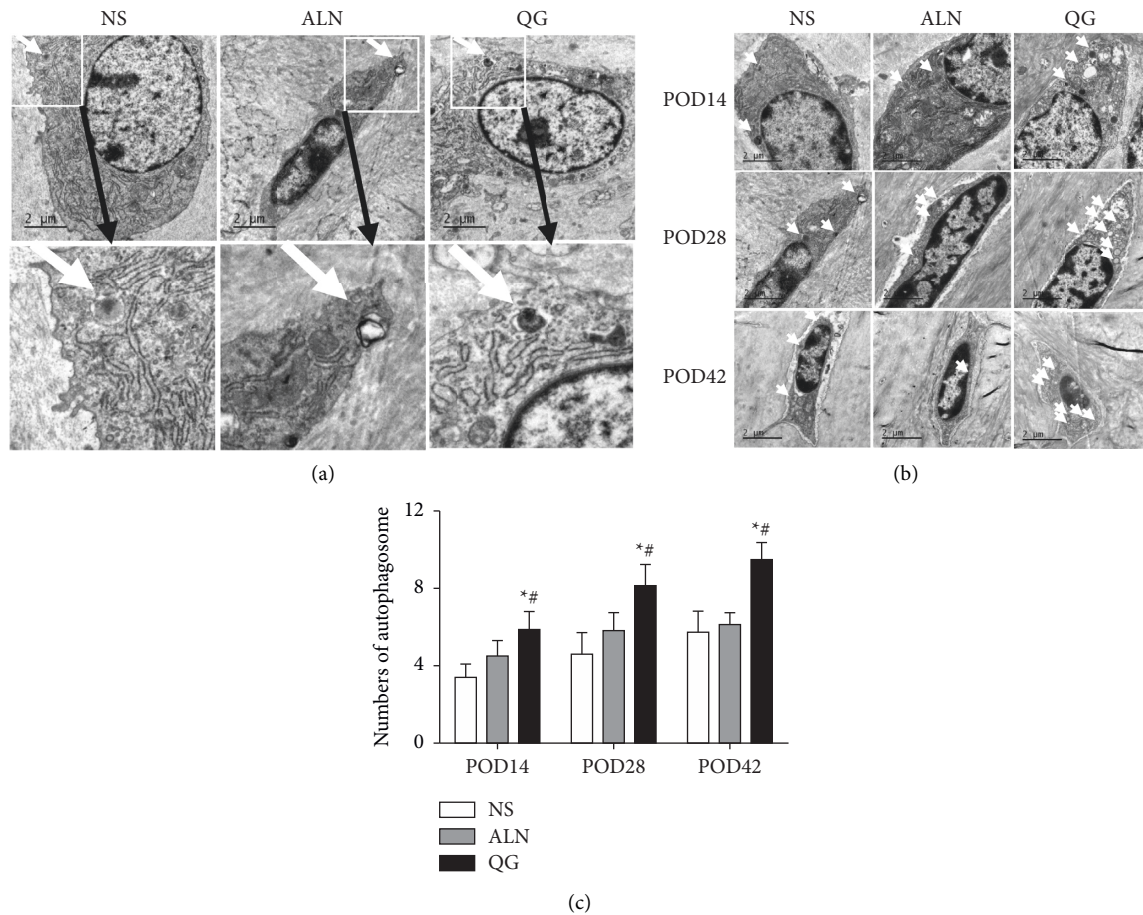 NS ALN QG
2 μm 2 μm 2 μm
(a)
NS ALN QG
POD14
2 μm 2 μm 2 μm
POD28
2 μm 2 μm 2 μm
POD42
2 μm 2 μm 2 μm
(b)
12
8
4
0
Numbers of autophagosome
*# *# *#
POD14 POD28 POD42
NS
ALN
QG
(c)